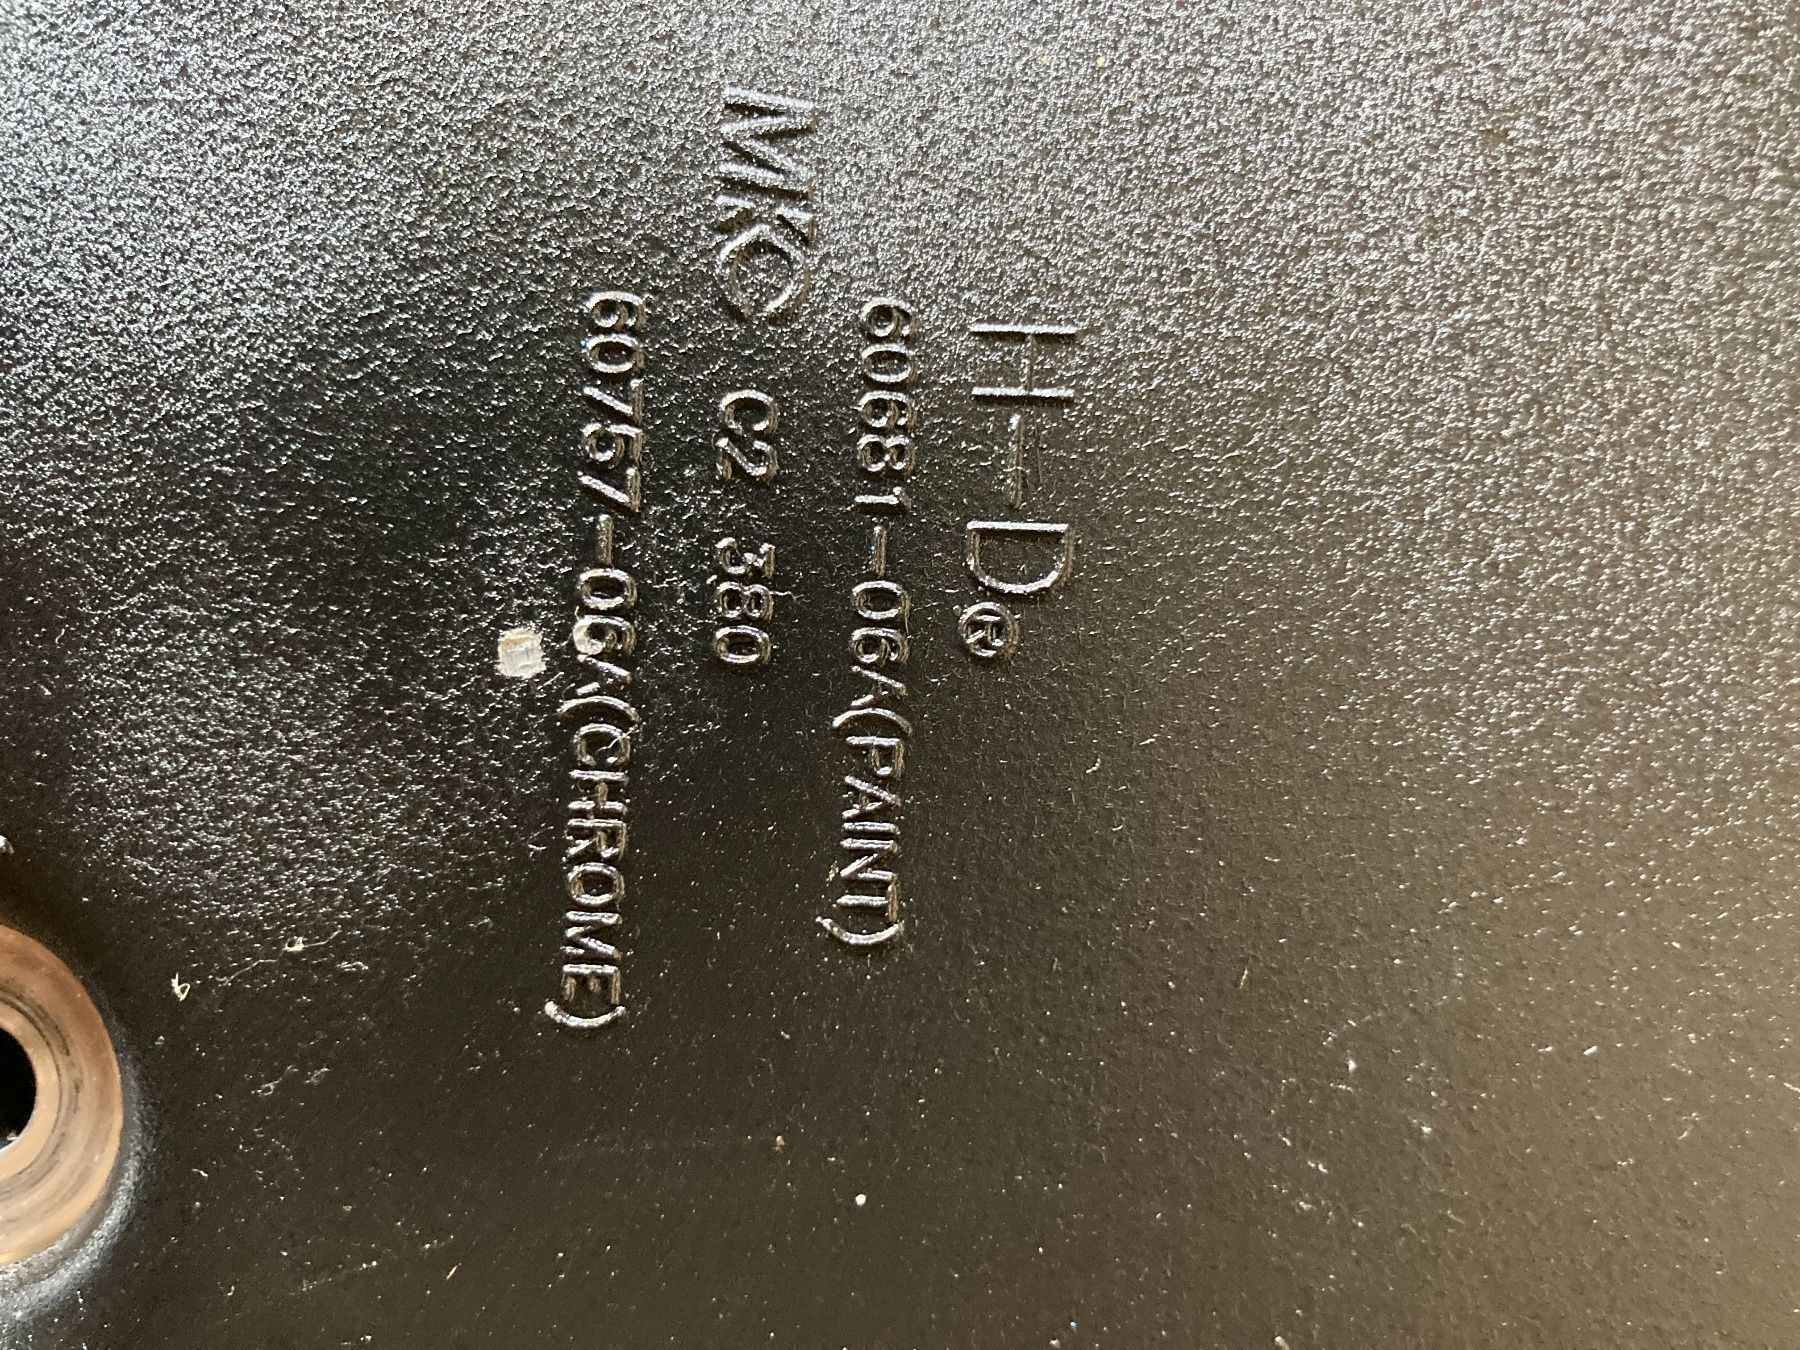 H-D®
60681-06A(PAINT)
MKC C2 380
60757-06A(CHROME)